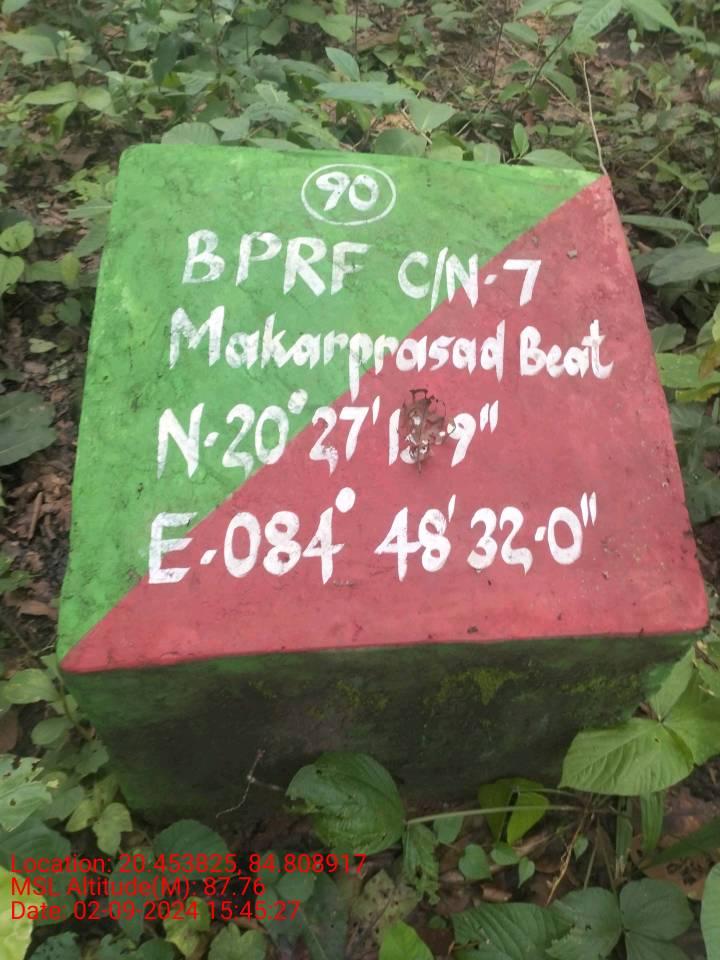 90
BPRF C/N-7
Makarprasad Beat
N-20° 27'
E-084° 48' 32.0"
Location: 20.453825, 84.808917
MSL Altitude(M): 87.76
Date: 02-09-2024 15:45:27